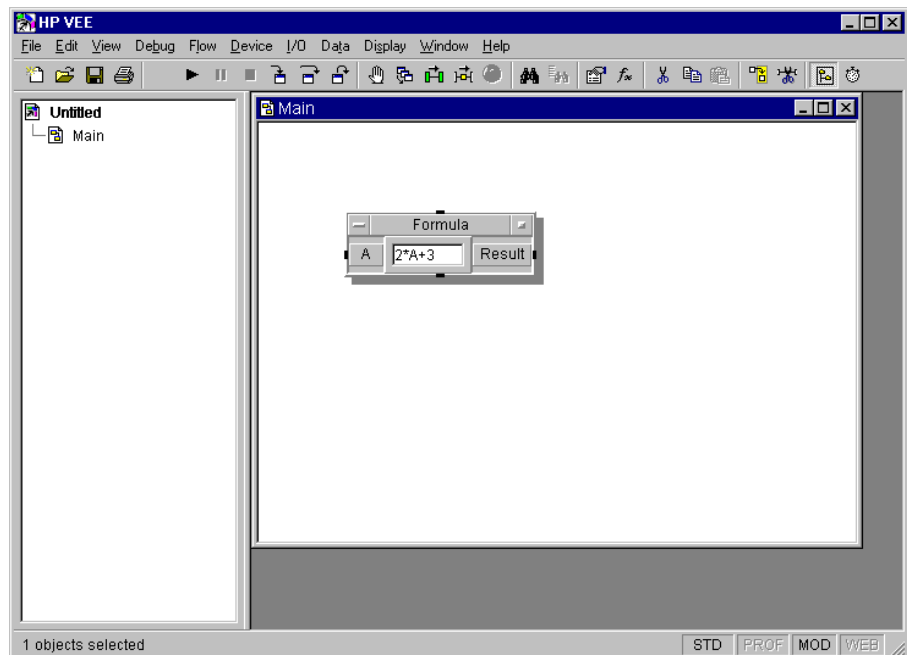 HP VEE
File Edit View Debug Flow Device I/O Data Display Window Help
Untitled
Main
Main
Formula
A 2*A+3 Result
1 objects selected STD PROF MOD WEB